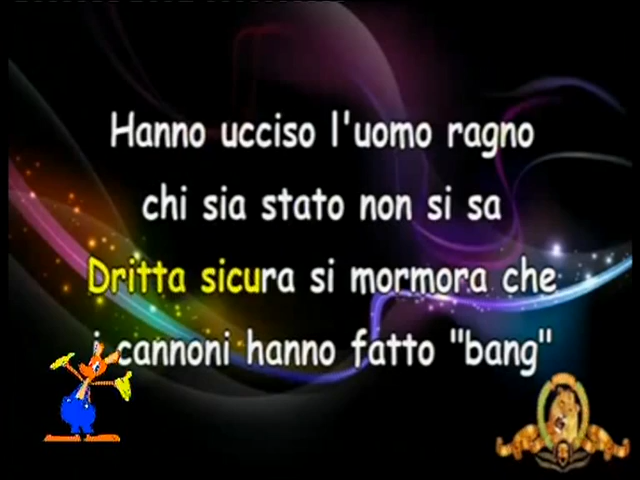 Hanno ucciso l'uomo ragno
chi sia stato non si sa
Dritta sicura si mormora che
i cannoni hanno fatto "bang"